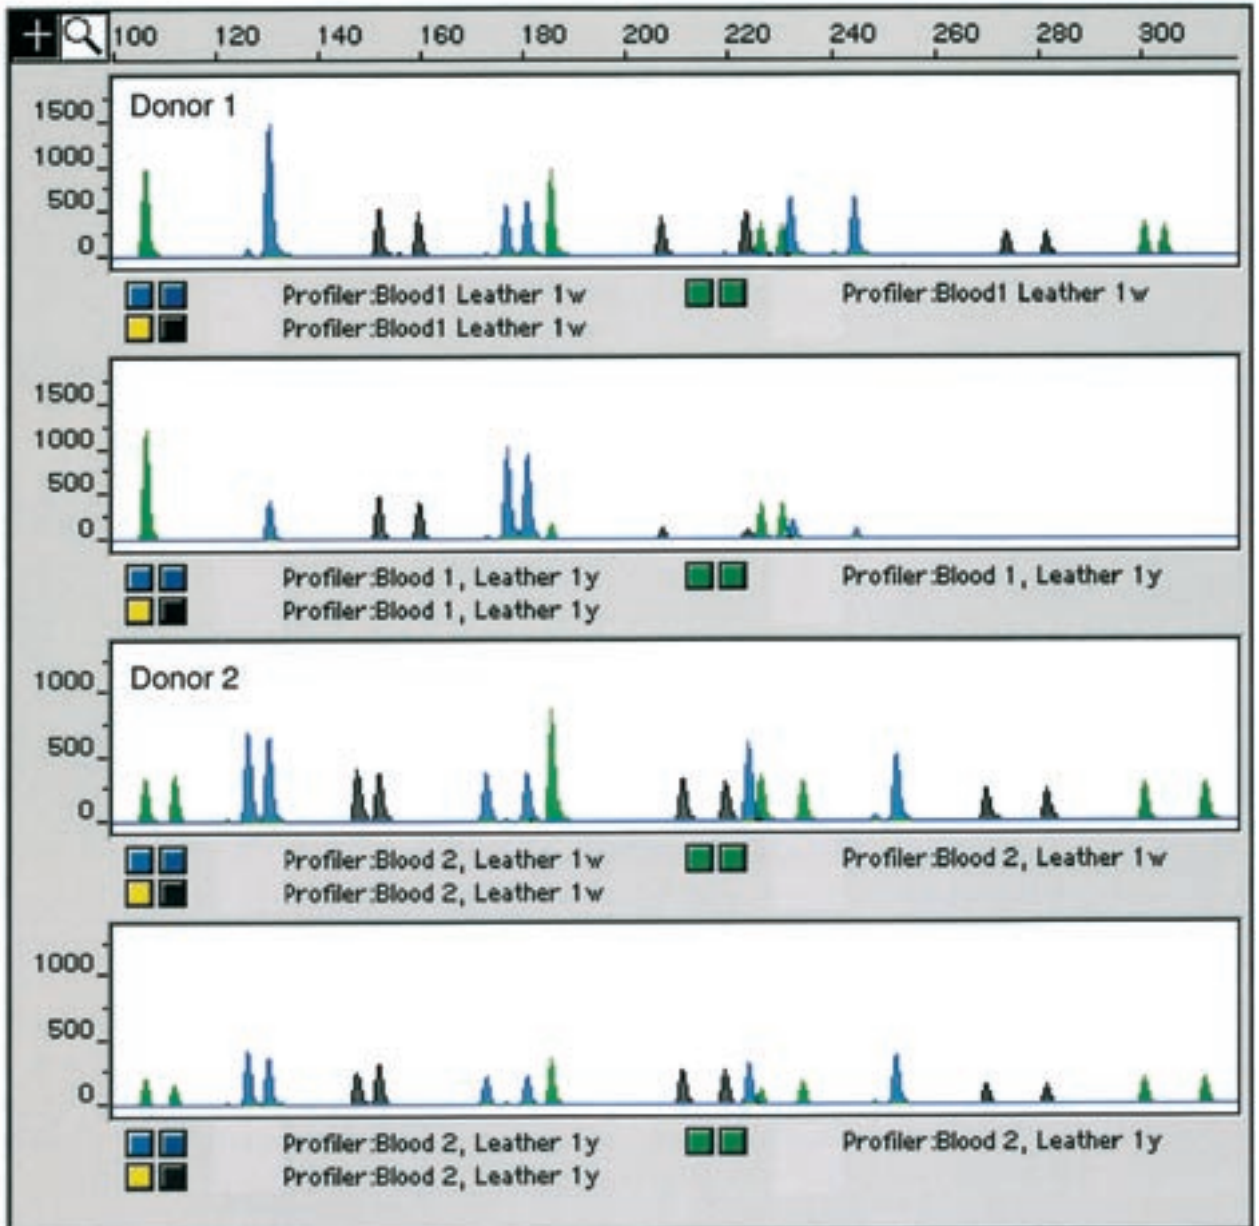 100 120 140 160 180 200 220 240 260 280 300
Donor 1
1500
1000
500
0
Profiler:Blood1 Leather 1w Profiler:Blood1 Leather 1w
Profiler:Blood1 Leather 1w
1500
1000
500
0
Profiler:Blood 1, Leather 1y Profiler:Blood 1, Leather 1y
Profiler:Blood 1, Leather 1y
Donor 2
1000
500
0
Profiler:Blood 2, Leather 1w Profiler:Blood 2, Leather 1w
Profiler:Blood 2, Leather 1w
1000
500
0
Profiler:Blood 2, Leather 1y Profiler:Blood 2, Leather 1y
Profiler:Blood 2, Leather 1y